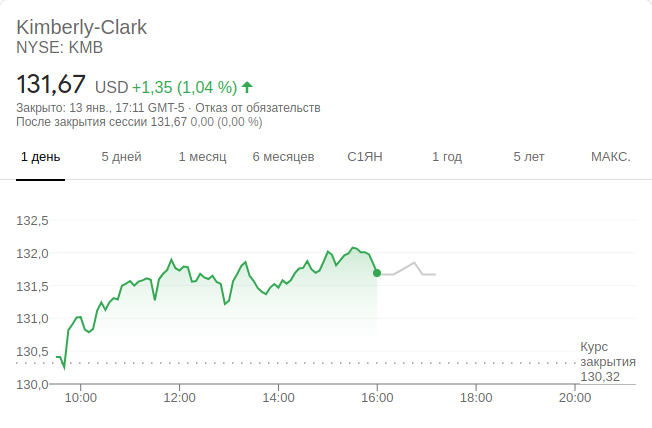 Kimberly-Clark
NYSE: KMB
131,67 USD +1,35 (1,04 %)
Закрыто: 13 янв., 17:11 GMT-5 · Отказ от обязательств
После закрытия сессии 131,67 0,00 (0,00 %)
1 день 5 дней 1 месяц 6 месяцев С1ЯН 1 год 5 лет МАКС.
132,5
132,0
131,5
131,0
130,5
130,0
Курс
закрытия
130,32
10:00 12:00 14:00 16:00 18:00 20:00